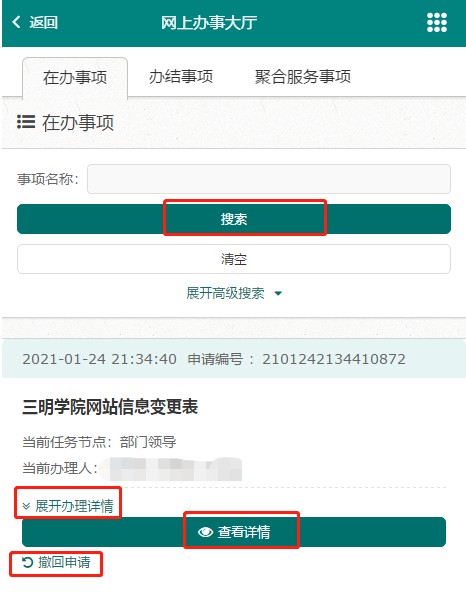 返回 网上办事大厅
在办事项 办结事项 聚合服务事项
在办事项
事项名称：
搜索
清空
展开高级搜索
2021-01-24 21:34:40 申请编号：2101242134410872
三明学院网站信息变更表
当前任务节点：部门领导
当前办理人：
展开办理详情
查看详情
撤回申请